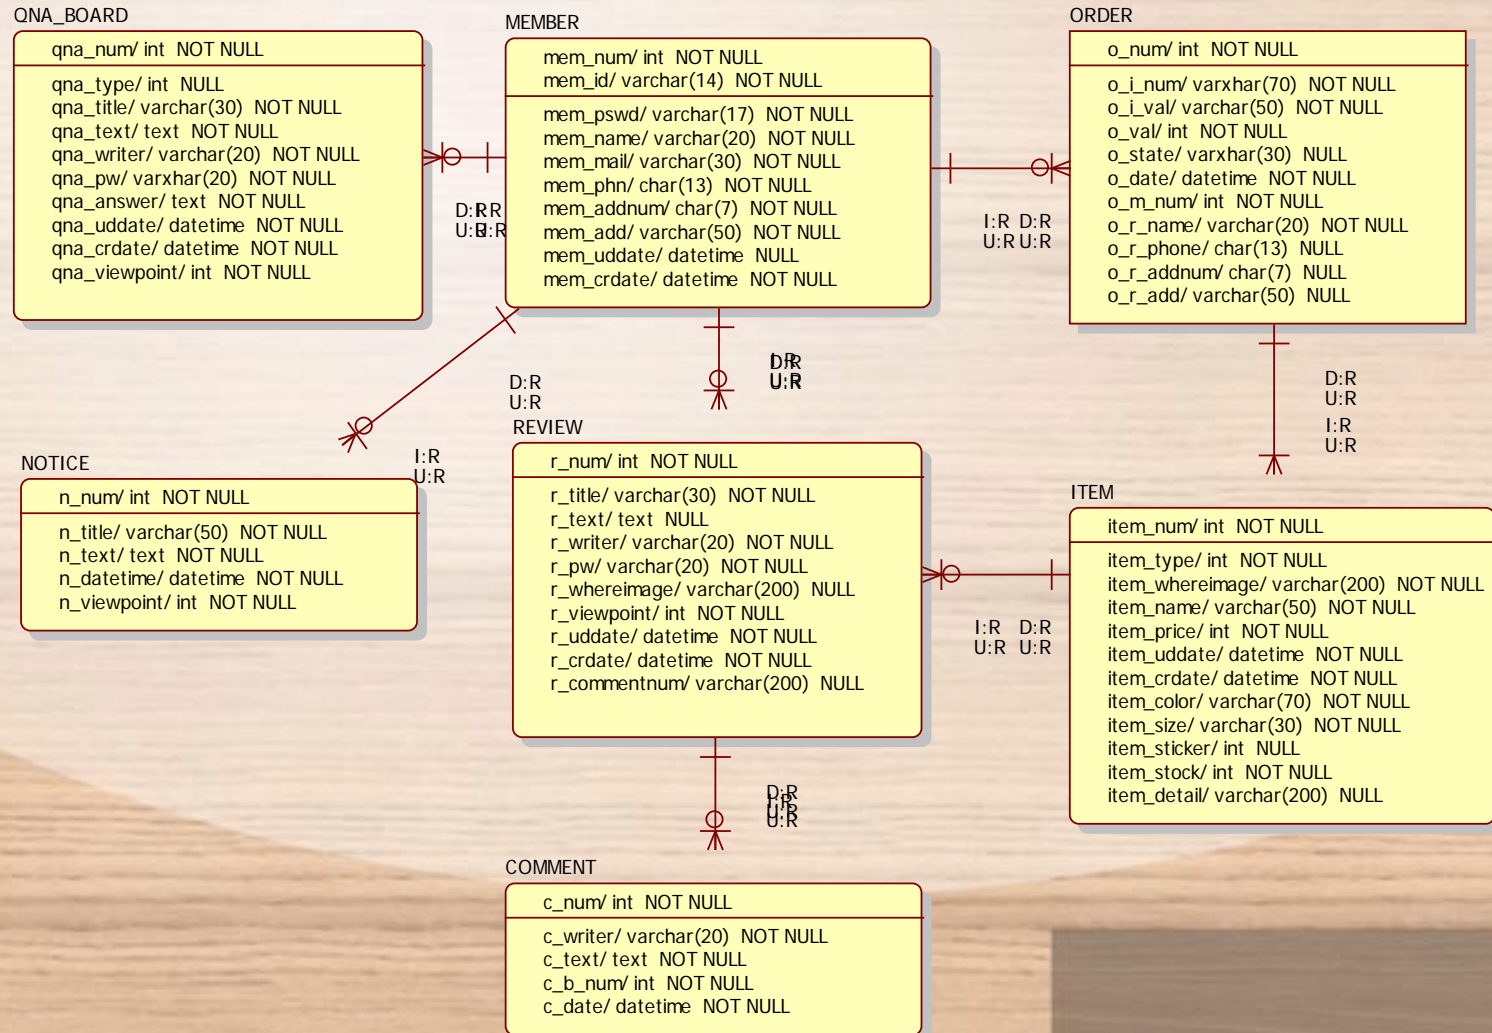 QNA_BOARD
qna_num/ int NOT NULL
qna_type/ int NULL
qna_title/ varchar(30) NOT NULL
qna_text/ text NOT NULL
qna_writer/ varchar(20) NOT NULL
qna_pw/ varxhar(20) NOT NULL
qna_answer/ text NOT NULL
qna_uddate/ datetime NOT NULL
qna_crdate/ datetime NOT NULL
qna_viewpoint/ int NOT NULL
MEMBER
mem_num/ int NOT NULL
mem_id/ varchar(14) NOT NULL
mem_pswd/ varchar(17) NOT NULL
mem_name/ varchar(20) NOT NULL
mem_mail/ varchar(30) NOT NULL
mem_phn/ char(13) NOT NULL
mem_addnum/ char(7) NOT NULL
mem_add/ varchar(50) NOT NULL
mem_uddate/ datetime NULL
mem_crdate/ datetime NOT NULL
ORDER
o_num/ int NOT NULL
o_i_num/ varxhar(70) NOT NULL
o_i_val/ varchar(50) NOT NULL
o_val/ int NOT NULL
o_state/ varxhar(30) NOT NULL
o_date/ datetime NOT NULL
o_m_num/ int NOT NULL
o_r_name/ varchar(20) NOT NULL
o_r_phone/ char(13) NULL
o_r_addnum/ char(7) NULL
o_r_add/ varchar(50) NULL
I:R D:R
U:R U:R
D:R
U:R
I:R
U:R
D:R
U:R
I:R
U:R
NOTICE
n_num/ int NOT NULL
n_title/ varchar(50) NOT NULL
n_text/ text NOT NULL
n_datetime/ datetime NOT NULL
n_viewpoint/ int NOT NULL
REVIEW
r_num/ int NOT NULL
r_title/ varchar(30) NOT NULL
r_text/ text NULL
r_writer/ varchar(20) NOT NULL
r_pw/ varchar(20) NOT NULL
r_whereimage/ varchar(200) NULL
r_viewpoint/ int NOT NULL
r_uddate/ datetime NOT NULL
r_crdate/ datetime NOT NULL
r_commentnum/ varchar(200) NULL
I:R D:R
U:R U:R
ITEM
item_num/ int NOT NULL
item_type/ int NOT NULL
item_whereimage/ varchar(200) NOT NULL
item_name/ varchar(50) NOT NULL
item_price/ int NOT NULL
item_uddate/ datetime NOT NULL
item_crdate/ datetime NOT NULL
item_color/ varchar(70) NOT NULL
item_size/ varchar(30) NOT NULL
item_sticker/ int NULL
item_stock/ int NOT NULL
item_detail/ varchar(200) NULL
COMMENT
c_num/ int NOT NULL
c_writer/ varchar(20) NOT NULL
c_text/ text NOT NULL
c_b_num/ int NOT NULL
c_date/ datetime NOT NULL